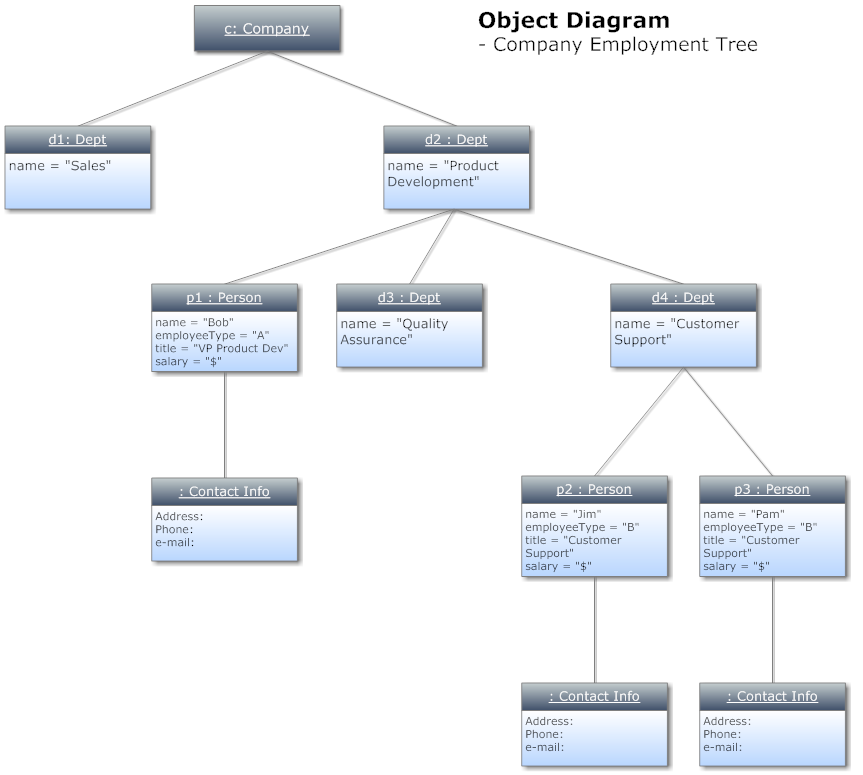 c: Company
Object Diagram
- Company Employment Tree
d1: Dept
name = "Sales"
d2 : Dept
name = "Product
Development"
p1 : Person
name = "Bob"
employeeType = "A"
title = "VP Product Dev"
salary = "$"
d3 : Dept
name = "Quality
Assurance"
d4 : Dept
name = "Customer
Support"
: Contact Info
Address:
Phone:
e-mail:
p2 : Person
name = "Jim"
employeeType = "B"
title = "Customer
Support"
salary = "$"
p3 : Person
name = "Pam"
employeeType = "B"
title = "Customer
Support"
salary = "$"
: Contact Info
Address:
Phone:
e-mail:
: Contact Info
Address:
Phone:
e-mail: